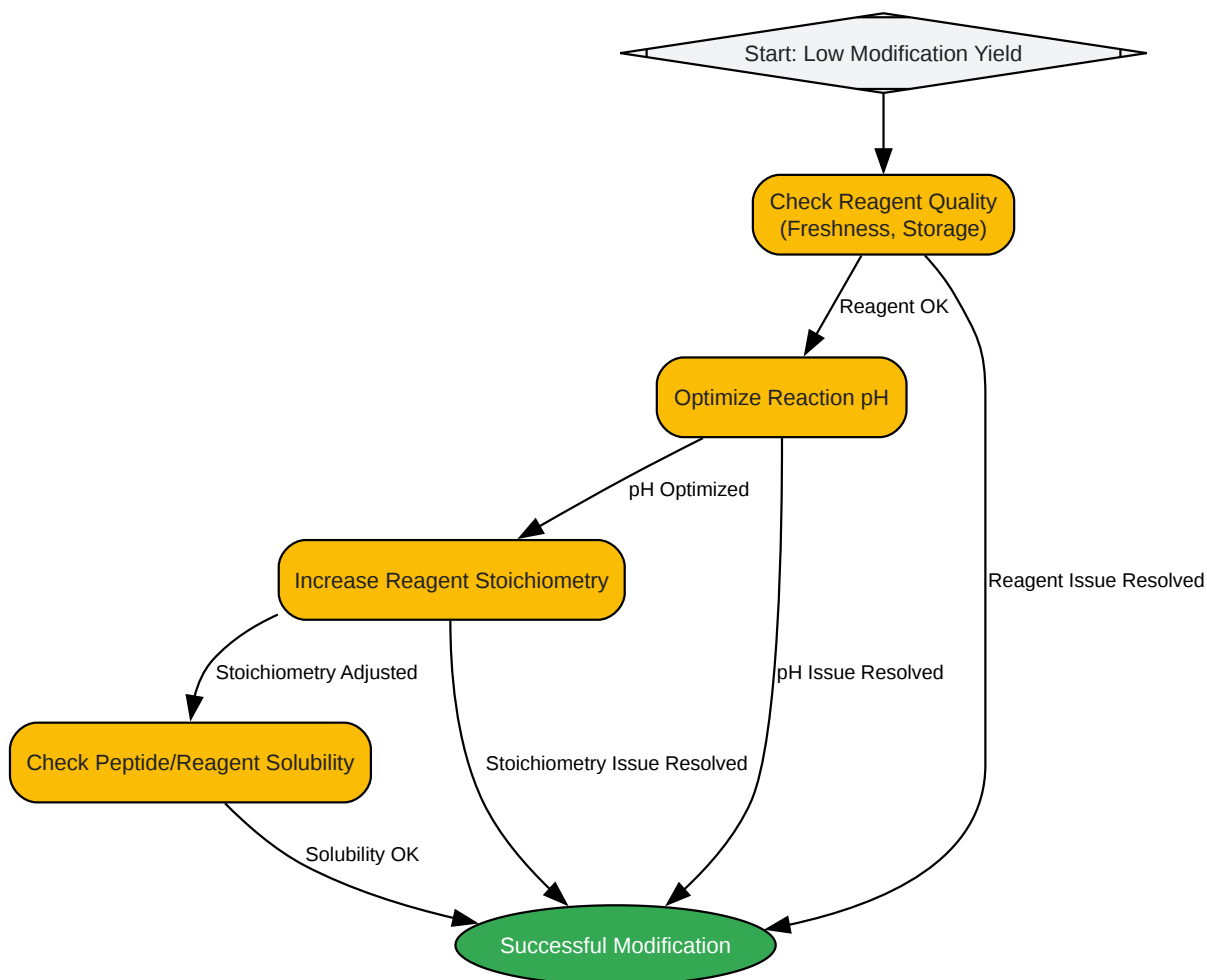 Start: Low Modification Yield
Check Reagent Quality
(Freshness, Storage)
Reagent OK
Optimize Reaction pH
pH Optimized
Increase Reagent Stoichiometry
Reagent Issue Resolved
Stoichiometry Adjusted
pH Issue Resolved
Check Peptide/Reagent Solubility
Stoichiometry Issue Resolved
Solubility OK
Successful Modification